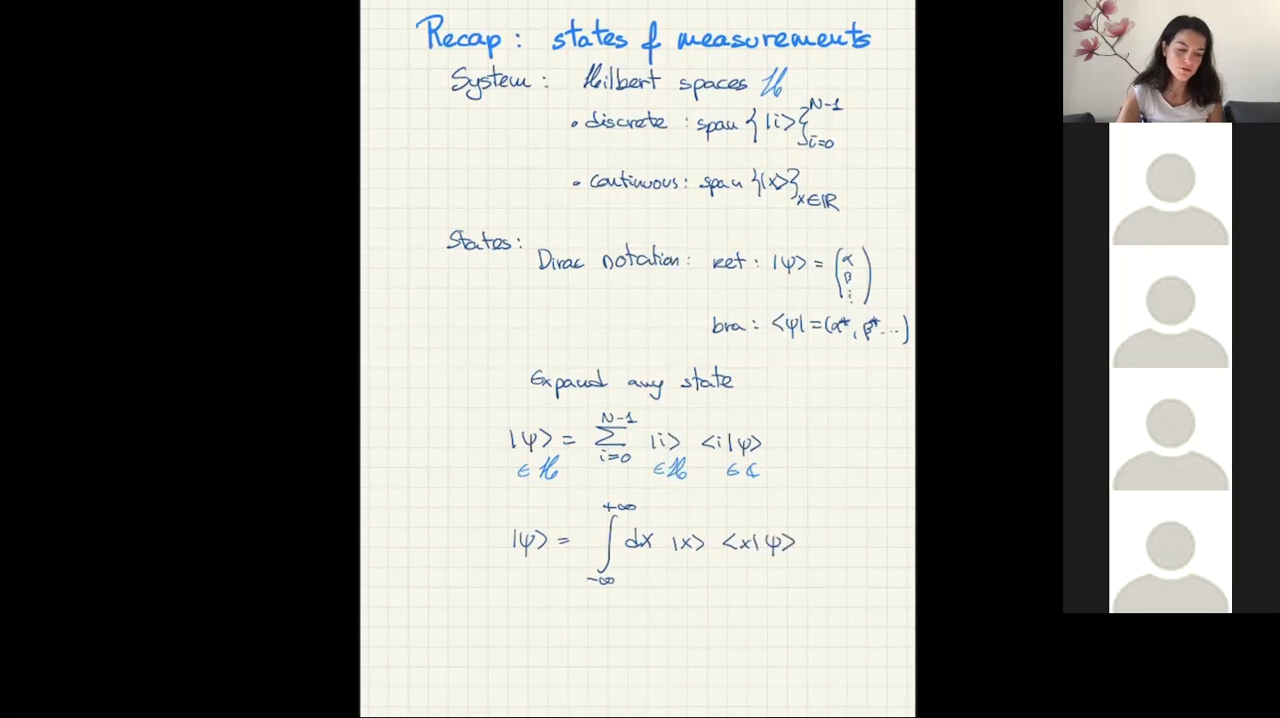 Recap: states & measurements
System: Hilbert spaces ℋ
• discrete: span {|i>}_{i=0}^{N-1}
• continuous: span {|x>}_{x∈ℝ}
States:
Dirac notation: ket: |ψ> = (α β ⋮)
bra: <ψ| = (α*, β* ...)
Expand any state
|ψ> = ∑_{i=0}^{N-1} |i> <i|ψ>
∈ ℋ ∈ ℋ ∈ ℂ
|ψ> = ∫_{-∞}^{+∞} dx |x> <x|ψ>